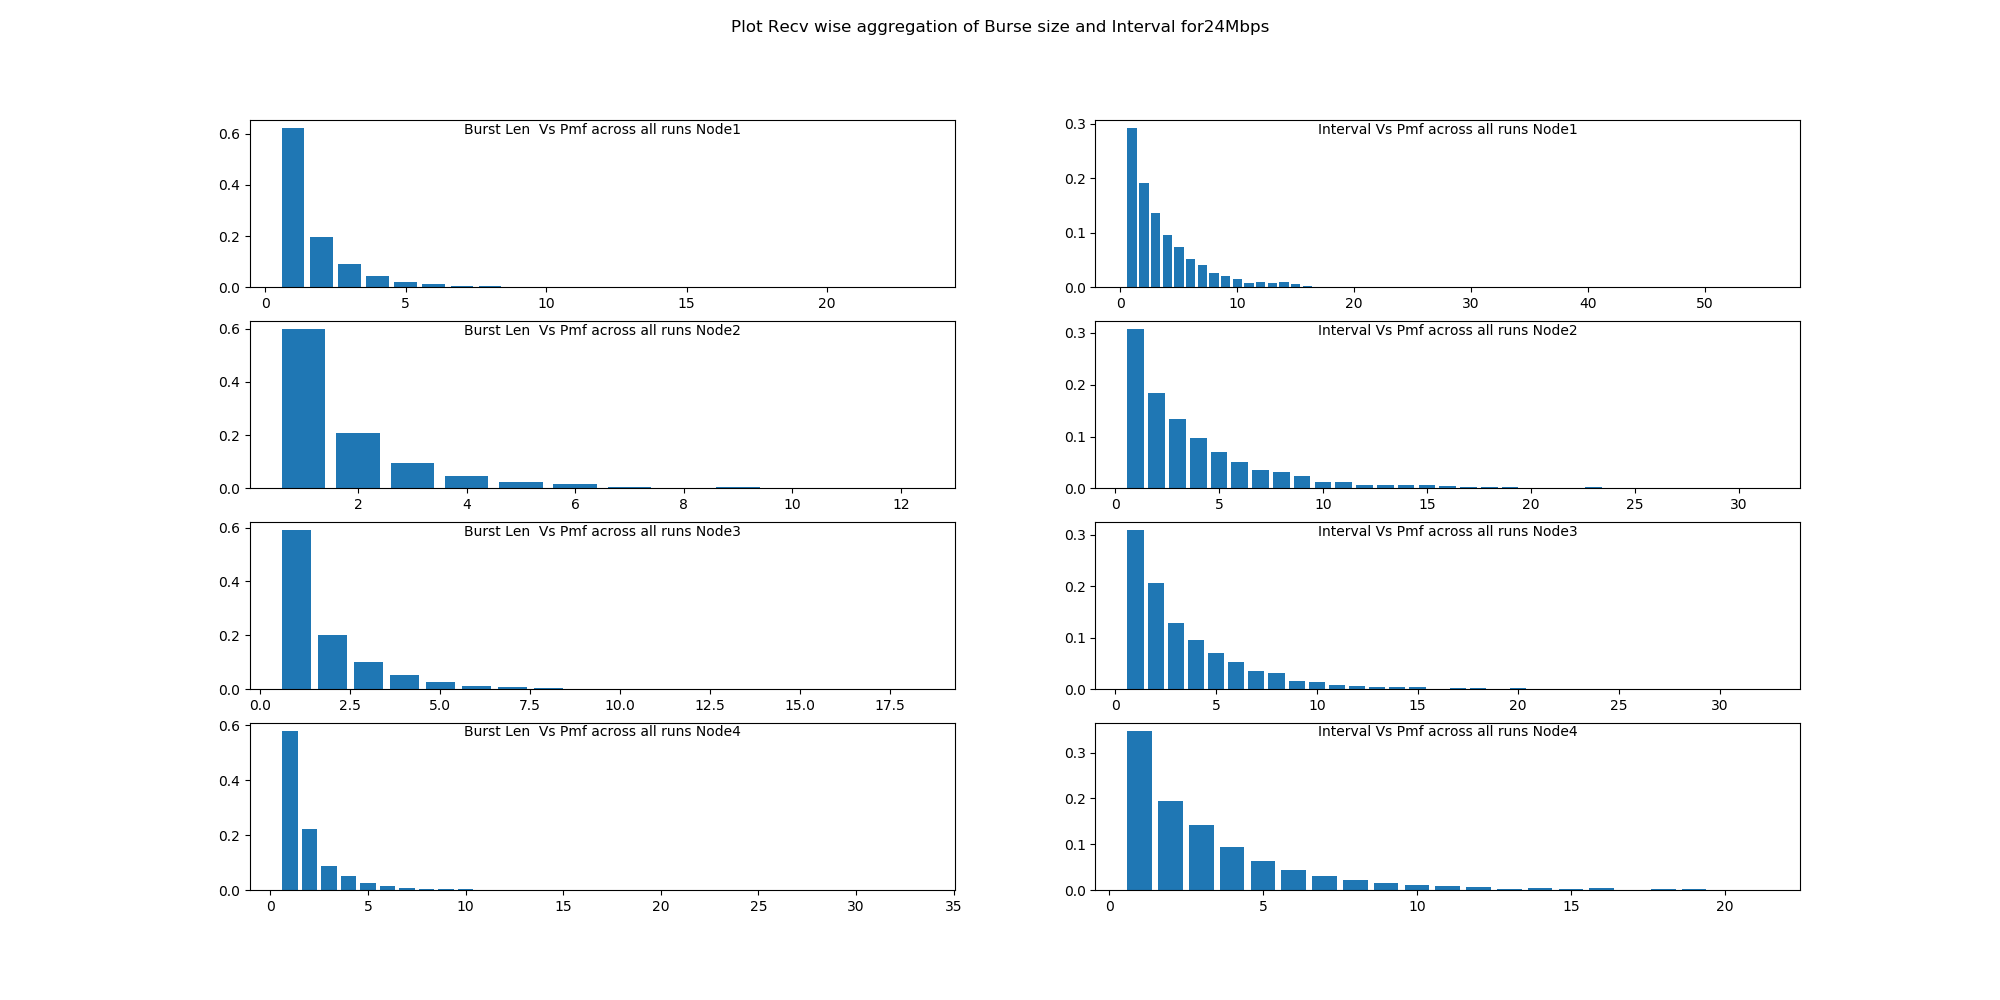 Plot Recv wise aggregation of Burse size and Interval for24Mbps
Burst Len  Vs Pmf across all runs Node1
0.6
0.4
0.2
0.0
0 5 10 15 20
Interval Vs Pmf across all runs Node1
0.3
0.2
0.1
0.0
0 10 20 30 40 50
Burst Len  Vs Pmf across all runs Node2
0.6
0.4
0.2
0.0
2 4 6 8 10 12
Interval Vs Pmf across all runs Node2
0.3
0.2
0.1
0.0
0 5 10 15 20 25 30
Burst Len  Vs Pmf across all runs Node3
0.6
0.4
0.2
0.0
0.0 2.5 5.0 7.5 10.0 12.5 15.0 17.5
Interval Vs Pmf across all runs Node3
0.3
0.2
0.1
0.0
0 5 10 15 20 25 30
Burst Len  Vs Pmf across all runs Node4
0.6
0.4
0.2
0.0
0 5 10 15 20 25 30 35
Interval Vs Pmf across all runs Node4
0.3
0.2
0.1
0.0
0 5 10 15 20